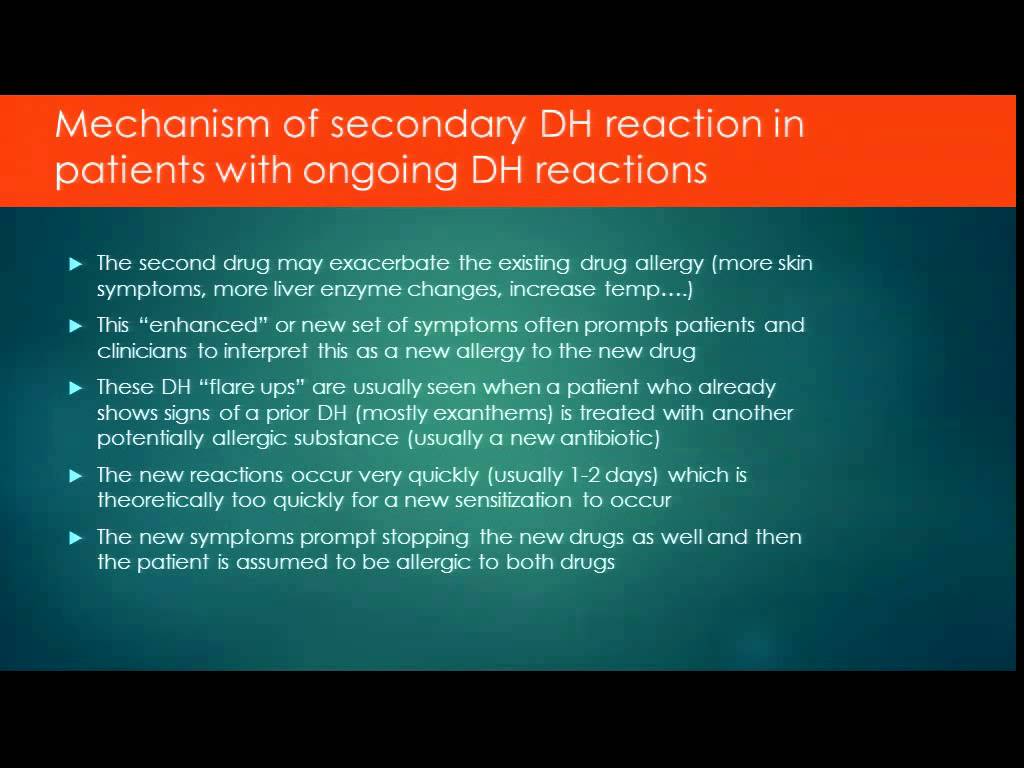 Mechanism of secondary DH reaction in
patients with ongoing DH reactions
The second drug may exacerbate the existing drug allergy (more skin
symptoms, more liver enzyme changes, increase temp....)
This “enhanced” or new set of symptoms often prompts patients and
clinicians to interpret this as a new allergy to the new drug
These DH “flare ups” are usually seen when a patient who already
shows signs of a prior DH (mostly exanthems) is treated with another
potentially allergic substance (usually a new antibiotic)
The new reactions occur very quickly (usually 1-2 days) which is
theoretically too quickly for a new sensitization to occur
The new symptoms prompt stopping the new drugs as well and then
the patient is assumed to be allergic to both drugs